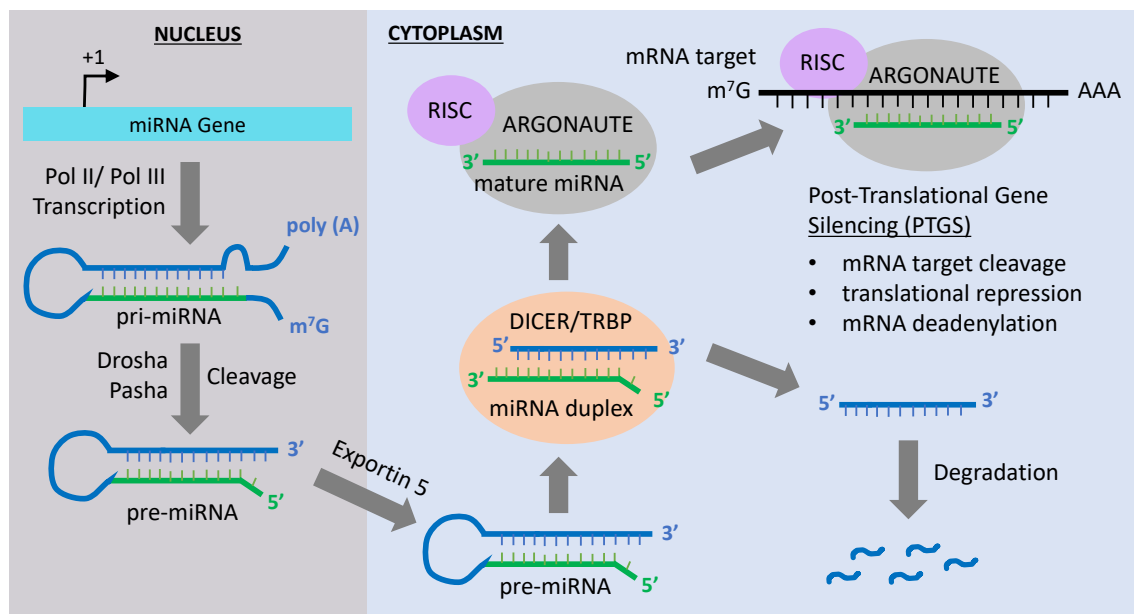 NUCLEUS
+1
miRNA Gene
Pol II/ Pol III
Transcription
poly (A)
pri-miRNA
m⁷G
Drosha
Pasha
Cleavage
3’
5’
pre-miRNA
Exportin 5
CYTOPLASM
RISC
ARGONAUTE
3’
5’
mature miRNA
mRNA target
m⁷G
RISC
ARGONAUTE
AAA
3’
5’
Post-Translational Gene
Silencing (PTGS)
• mRNA target cleavage
• translational repression
• mRNA deadenylation
DICER/TRBP
5’
3’
3’
5’
miRNA duplex
3’
5’
pre-miRNA
5’
3’
Degradation